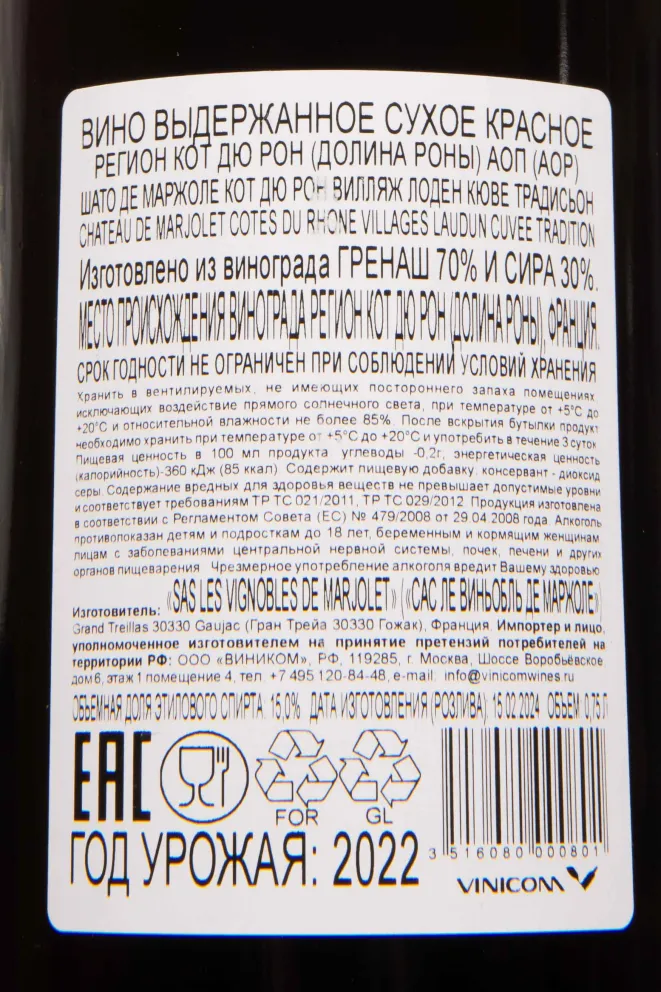 ВИНО ВЫДЕРЖАННОЕ СУХОЕ КРАСНОЕ
РЕГИОН КОТ ДЮ РОН (ДОЛИНА РОНЫ) АОП (AOP)
ШАТО ДЕ МАРЖОЛЕ КОТ ДЮ РОН ВИЛЛЯЖ ЛОДЕН КЮВЕ ТРАДИСЬОН
CHATEAU DE MARJOLET COTES DU RHONE VILLAGES LAUDUN CUVEE TRADITION
Изготовлено из винограда ГРЕНАШ 70% И СИРА 30%.
МЕСТО ПРОИСХОЖДЕНИЯ ВИНОГРАДА РЕГИОН КОТ ДЮ РОН (ДОЛИНА РОНЫ), ФРАНЦИЯ.
СРОК ГОДНОСТИ НЕ ОГРАНИЧЕН ПРИ СОБЛЮДЕНИИ УСЛОВИЙ ХРАНЕНИЯ
Хранить в вентилируемых, не имеющих постороннего запаха помещениях,
исключающих воздействие прямого солнечного света, при температуре от +5°С до
+20°С и относительной влажности не более 85%. После вскрытия бутылки продукт
необходимо хранить при температуре от +5°С до +20°С и употребить в течение 3 суток
Пищевая ценность в 100 мл продукта углеводы -0,2г, энергетическая ценность
(калорийность)-360 кДж (85 ккал) Содержит пищевую добавку: консервант - диоксид
серы. Содержание вредных для здоровья веществ не превышает допустимые уровни
и соответствует требованиям ТР ТС 021/2011, ТР ТС 029/2012. Продукция изготовлена
в соответствии с Регламентом Совета (ЕС) № 479/2008 от 29.04 2008 года. Алкоголь
противопоказан детям и подросткам до 18 лет, беременным и кормящим женщинам
лицам с заболеваниями центральной нервной системы, почек, печени и других
органов пищеварения Чрезмерное употребление алкоголя вредит Вашему здоровью
Изготовитель: «SAS LES VIGNOBLES DE MARJOLET» («САС ЛЕ ВИНЬОБЛЬ ДЕ МАРЖОЛЕ»)
Grand Treillas 30330 Gaujac (Гран Трейа 30330 Гожак), Франция. Импортер и лицо,
уполномоченное изготовителем на принятие претензий потребителей на
территории РФ: ООО «ВИНИКОМ», РФ, 119285, г. Москва, Шоссе Воробьёвское
дом 6, этаж 1 помещение 4, тел +7 495 120-84-48, e-mail: info@vinicomwines.ru
ОБЪЕМНАЯ ДОЛЯ ЭТИЛОВОГО СПИРТА: 15,0% ДАТА ИЗГОТОВЛЕНИЯ (РОЗЛИВА): 15.02 2024 ОБЪЕМ 0,75 Л
EAC
FOR GL
ГОД УРОЖАЯ: 2022
3 516080 000801
VINICOM